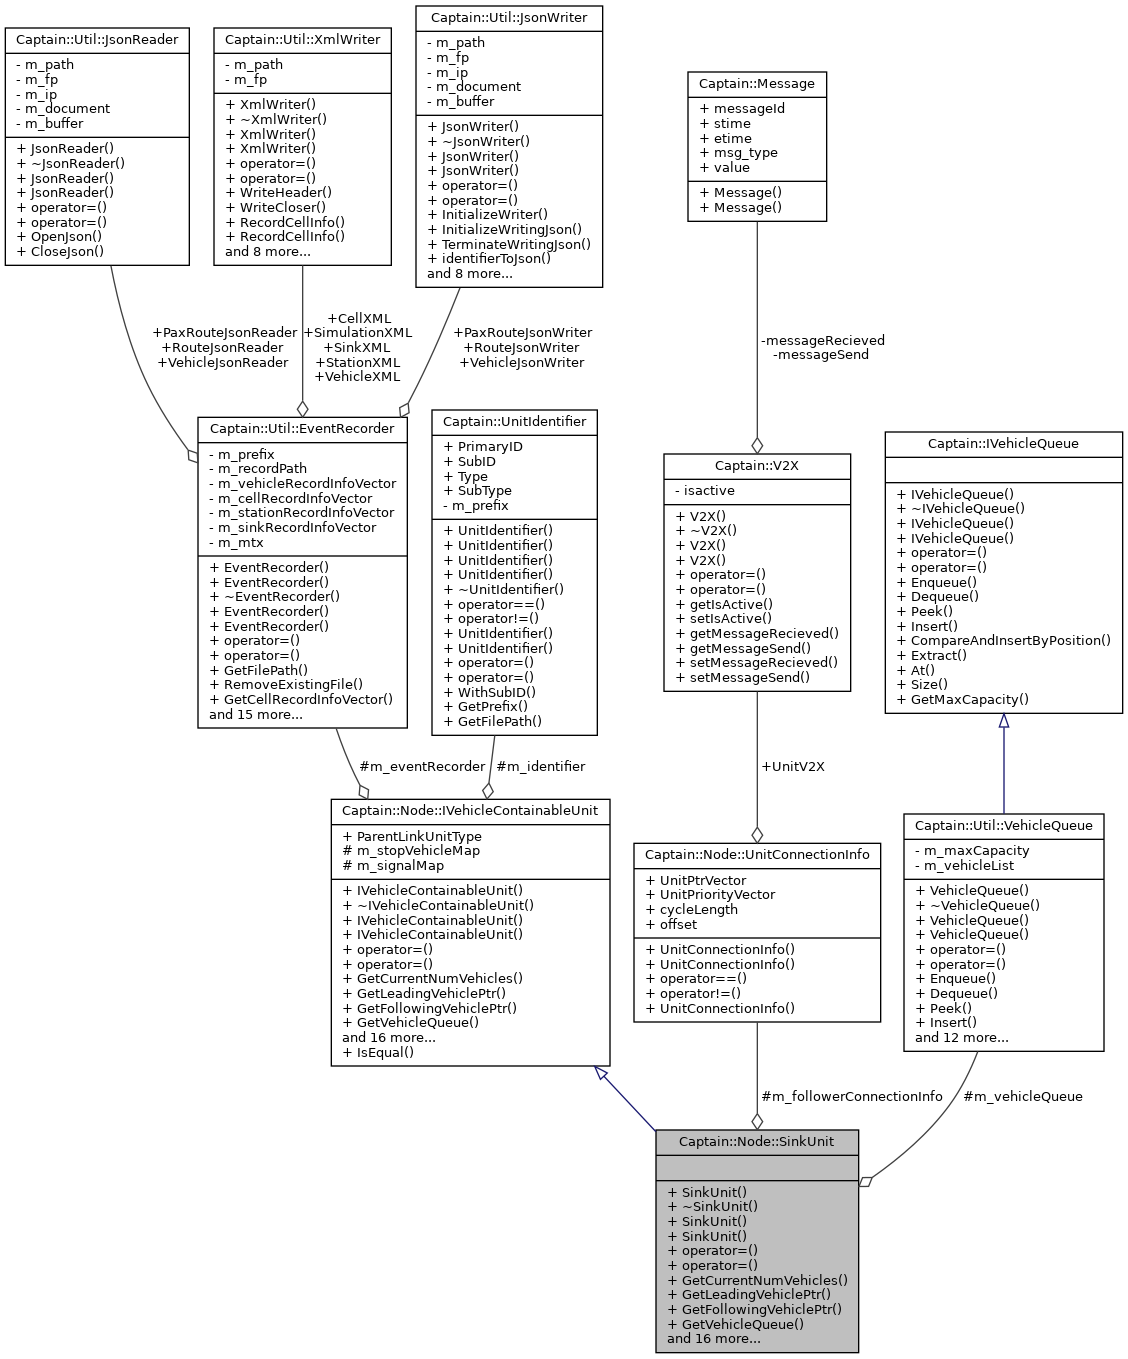 Captain::Util::JsonReader
- m_path
- m_fp
- m_ip
- m_document
- m_buffer
+ JsonReader()
+ ~JsonReader()
+ JsonReader()
+ JsonReader()
+ operator=()
+ operator=()
+ OpenJson()
+ CloseJson()
Captain::Util::XmlWriter
- m_path
- m_fp
+ XmlWriter()
+ ~XmlWriter()
+ XmlWriter()
+ XmlWriter()
+ operator=()
+ operator=()
+ WriteHeader()
+ WriteCloser()
+ RecordCellInfo()
+ RecordCellInfo()
and 8 more...
Captain::Util::JsonWriter
- m_path
- m_fp
- m_ip
- m_document
- m_buffer
+ JsonWriter()
+ ~JsonWriter()
+ JsonWriter()
+ JsonWriter()
+ operator=()
+ operator=()
+ InitializeWriter()
+ InitializeWritingJson()
+ TerminateWritingJson()
+ identifierToJson()
and 8 more...
Captain::Message
+ messageId
+ stime
+ etime
+ msg_type
+ value
+ Message()
+ Message()
+PaxRouteJsonReader
+RouteJsonReader
+VehicleJsonReader
+CellXML
+SimulationXML
+SinkXML
+StationXML
+VehicleXML
+PaxRouteJsonWriter
+RouteJsonWriter
+VehicleJsonWriter
-messageRecieved
-messageSend
Captain::Util::EventRecorder
- m_prefix
- m_recordPath
- m_vehicleRecordInfoVector
- m_cellRecordInfoVector
- m_stationRecordInfoVector
- m_sinkRecordInfoVector
- m_mtx
+ EventRecorder()
+ EventRecorder()
+ ~EventRecorder()
+ EventRecorder()
+ EventRecorder()
+ operator=()
+ operator=()
+ GetFilePath()
+ RemoveExistingFile()
+ GetCellRecordInfoVector()
and 15 more...
Captain::UnitIdentifier
+ PrimaryID
+ SubID
+ Type
+ SubType
- m_prefix
+ UnitIdentifier()
+ UnitIdentifier()
+ UnitIdentifier()
+ UnitIdentifier()
+ ~UnitIdentifier()
+ operator==()
+ operator!=()
+ UnitIdentifier()
+ UnitIdentifier()
+ operator=()
+ operator=()
+ WithSubID()
+ GetPrefix()
+ GetFilePath()
Captain::V2X
- isactive
+ V2X()
+ ~V2X()
+ V2X()
+ V2X()
+ operator=()
+ operator=()
+ getIsActive()
+ setIsActive()
+ getMessageRecieved()
+ getMessageSend()
+ setMessageRecieved()
+ setMessageSend()
Captain::IVehicleQueue
+ IVehicleQueue()
+ ~IVehicleQueue()
+ IVehicleQueue()
+ IVehicleQueue()
+ operator=()
+ operator=()
+ Enqueue()
+ Dequeue()
+ Peek()
+ Insert()
+ CompareAndInsertByPosition()
+ Extract()
+ At()
+ Size()
+ GetMaxCapacity()
#m_eventRecorder
#m_identifier
+UnitV2X
Captain::Node::IVehicleContainableUnit
+ ParentLinkUnitType
# m_stopVehicleMap
# m_signalMap
+ IVehicleContainableUnit()
+ ~IVehicleContainableUnit()
+ IVehicleContainableUnit()
+ IVehicleContainableUnit()
+ operator=()
+ operator=()
+ GetCurrentNumVehicles()
+ GetLeadingVehiclePtr()
+ GetFollowingVehiclePtr()
+ GetVehicleQueue()
and 16 more...
+ IsEqual()
Captain::Node::UnitConnectionInfo
+ UnitPtrVector
+ UnitPriorityVector
+ cycleLength
+ offset
+ UnitConnectionInfo()
+ UnitConnectionInfo()
+ operator==()
+ operator!=()
+ UnitConnectionInfo()
Captain::Util::VehicleQueue
- m_maxCapacity
- m_vehicleList
+ VehicleQueue()
+ ~VehicleQueue()
+ VehicleQueue()
+ VehicleQueue()
+ operator=()
+ operator=()
+ Enqueue()
+ Dequeue()
+ Peek()
+ Insert()
and 12 more...
#m_followerConnectionInfo
#m_vehicleQueue
Captain::Node::SinkUnit
+ SinkUnit()
+ ~SinkUnit()
+ SinkUnit()
+ SinkUnit()
+ operator=()
+ operator=()
+ GetCurrentNumVehicles()
+ GetLeadingVehiclePtr()
+ GetFollowingVehiclePtr()
+ GetVehicleQueue()
and 16 more...